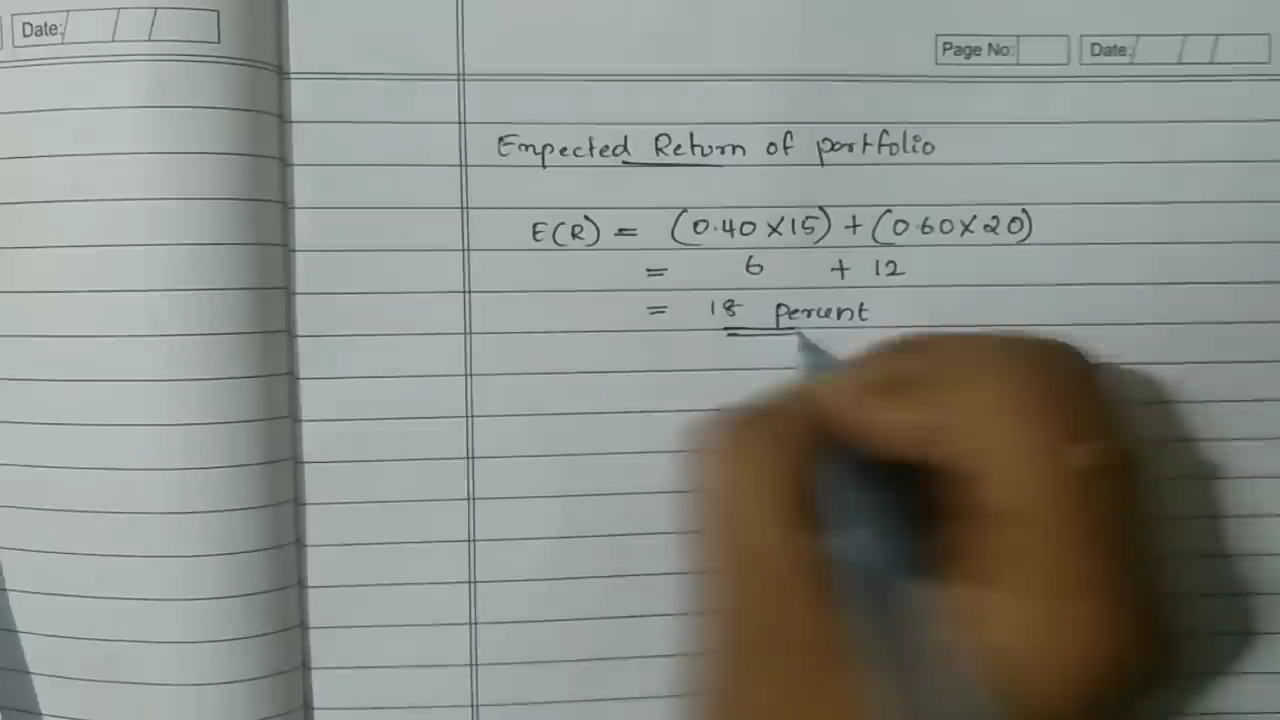 Date:
Page No:
Date:
Expected Return of portfolio
E(R) = (0.40 X 15) + (0.60 X 20)
= 6 + 12
= 18 percent